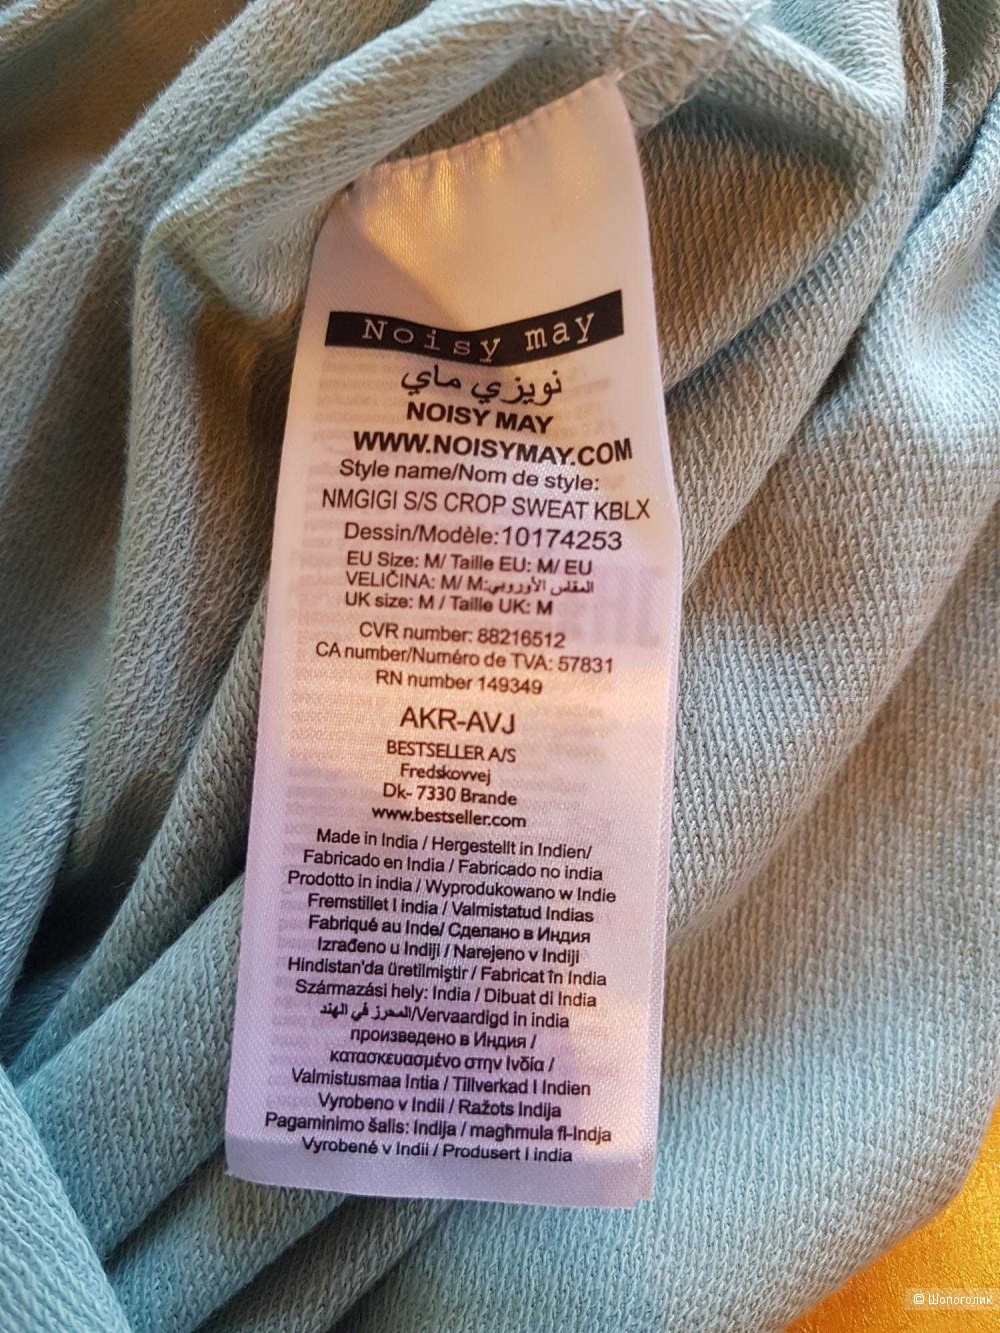 Noisy may
نويزي ماي
NOISY MAY
WWW.NOISYMAY.COM
Style name/Nom de style:
NMGIGI S/S CROP SWEAT KBLX
Dessin/Modèle:10174253
EU Size: M/ Taille EU: M/ EU
VELIČINA: M/ M:المقاس الأوروبي
UK size: M / Taille UK: M
CVR number: 88216512
CA number/Numéro de TVA: 57831
RN number 149349
AKR-AVJ
BESTSELLER A/S
Fredskovvej
Dk- 7330 Brande
www.bestseller.com
Made in India / Hergestellt in Indien/
Fabricado en India / Fabricado no india
Prodotto in india / Wyprodukowano w Indie
Fremstillet I india / Valmistatud Indias
Fabriqué au Inde/ Сделано в Индия
Izrađeno u Indiji / Narejeno v Indiji
Hindistan'da üretilmiştir / Fabricat în India
Származási hely: India / Dibuat di India
المحرز في الهند/Vervaardigd in india
произведено в Индия /
κατασκευασμένο στην Ινδία /
Valmistusmaa Intia / Tillverkad I Indien
Vyrobeno v Indii / Ražots Indija
Pagaminimo šalis: Indija / magħmula fl-Indja
Vyrobené v Indii / Produsert I india
© Шопоголик